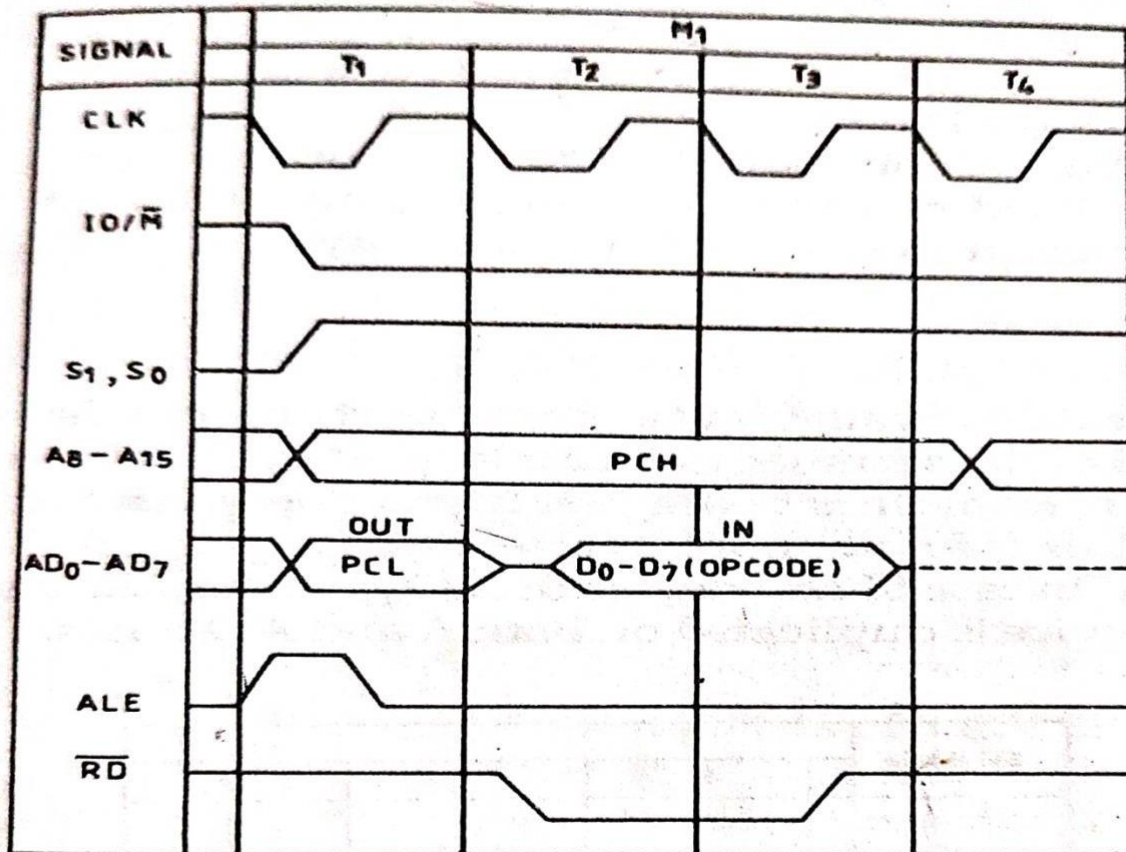 SIGNAL
M1
T1 T2 T3 T4
CLK
IO/M̅
S1, S0
A8-A15 PCH
OUT IN
AD0-AD7 PCL D0-D7 (OPCODE)
ALE
R̅D̅